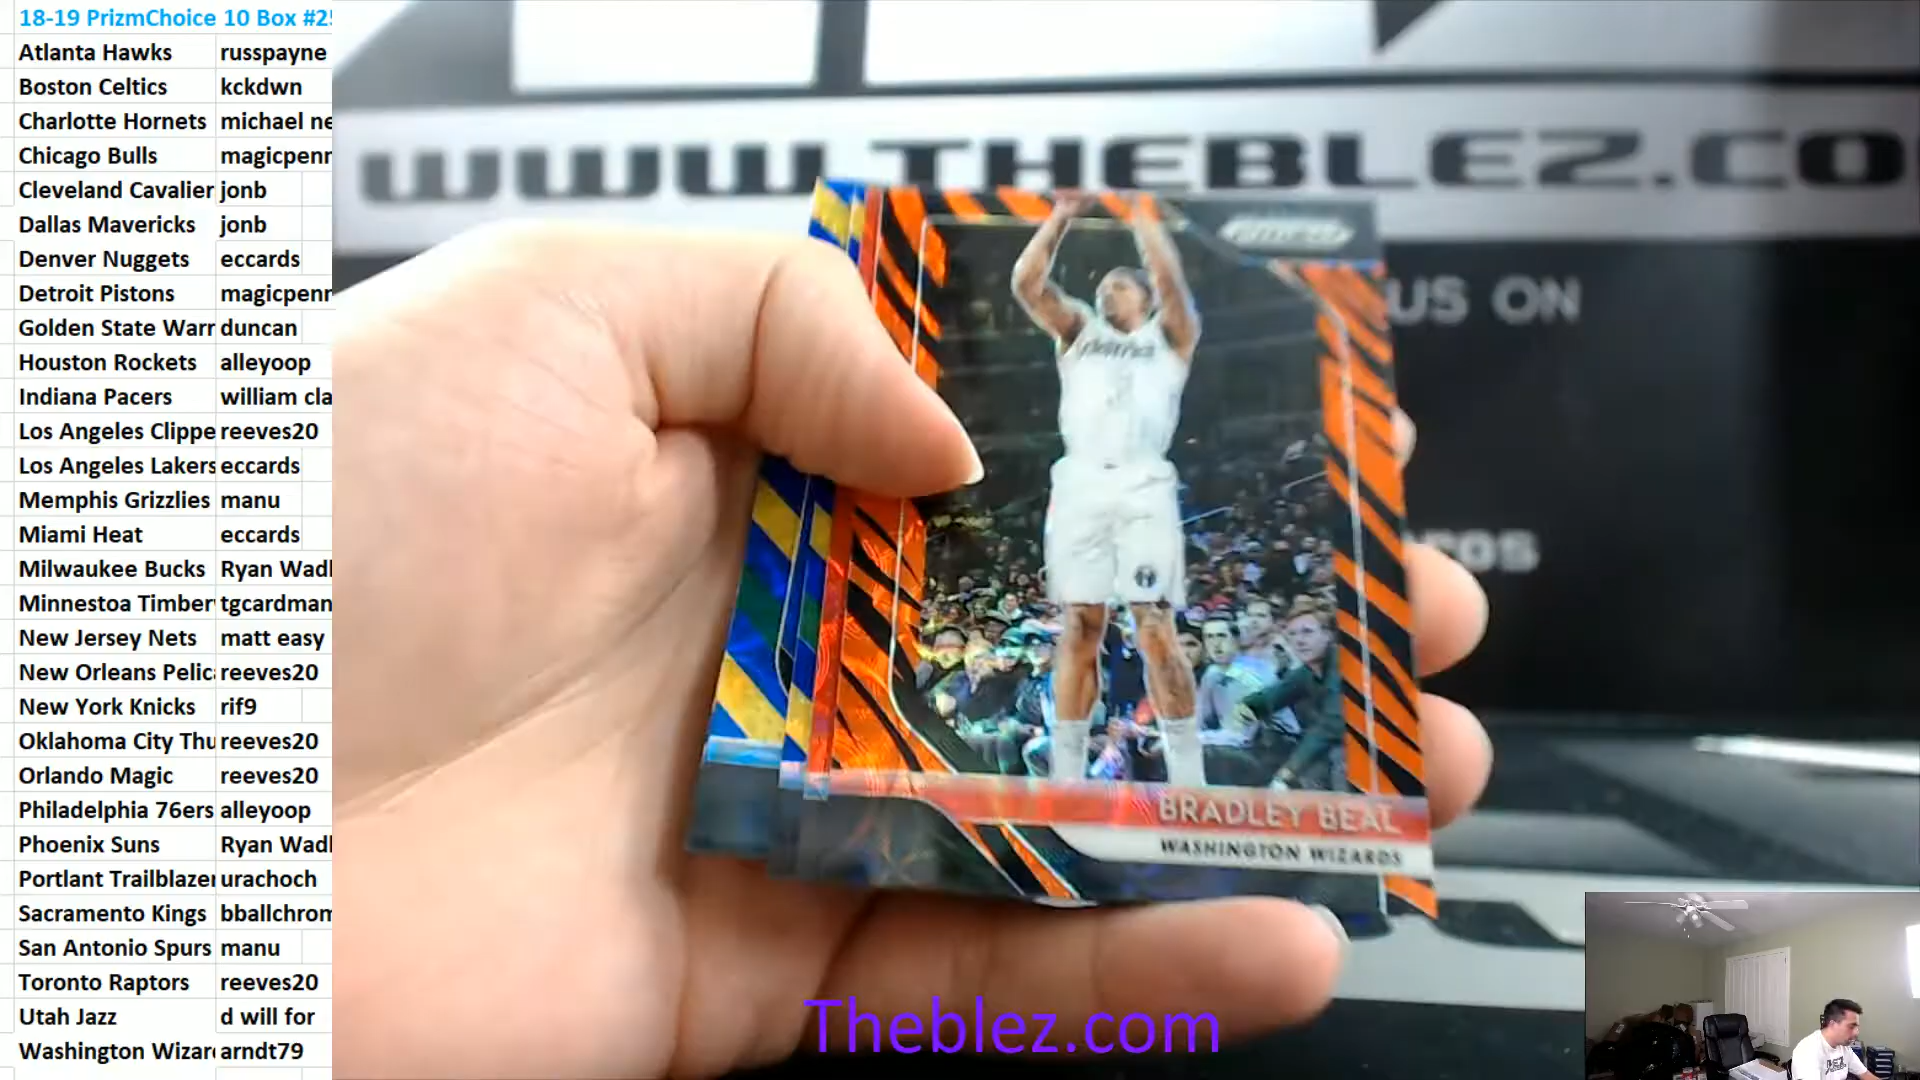 18-19 PrizmChoice 10 Box #25
Atlanta Hawks russpayne
Boston Celtics kckdwn
Charlotte Hornets michael ne
Chicago Bulls magicpenn
Cleveland Cavalier jonb
Dallas Mavericks jonb
Denver Nuggets eccards
Detroit Pistons magicpenn
Golden State Warr duncan
Houston Rockets alleyoop
Indiana Pacers william cla
Los Angeles Clippe reeves20
Los Angeles Lakers eccards
Memphis Grizzlies manu
Miami Heat eccards
Milwaukee Bucks Ryan Wadl
Minnestoa Timber tgcardman
New Jersey Nets matt easy
New Orleans Pelic reeves20
New York Knicks rif9
Oklahoma City Thu reeves20
Orlando Magic reeves20
Philadelphia 76ers alleyoop
Phoenix Suns Ryan Wadl
Portlant Trailblazer urachoch
Sacramento Kings bballchrom
San Antonio Spurs manu
Toronto Raptors reeves20
Utah Jazz d will for
Washington Wizar arndt79
WWW.THEBLEZ.CO
US ON
PRIZM
BRADLEY BEAL
WASHINGTON WIZARDS
Theblez.com